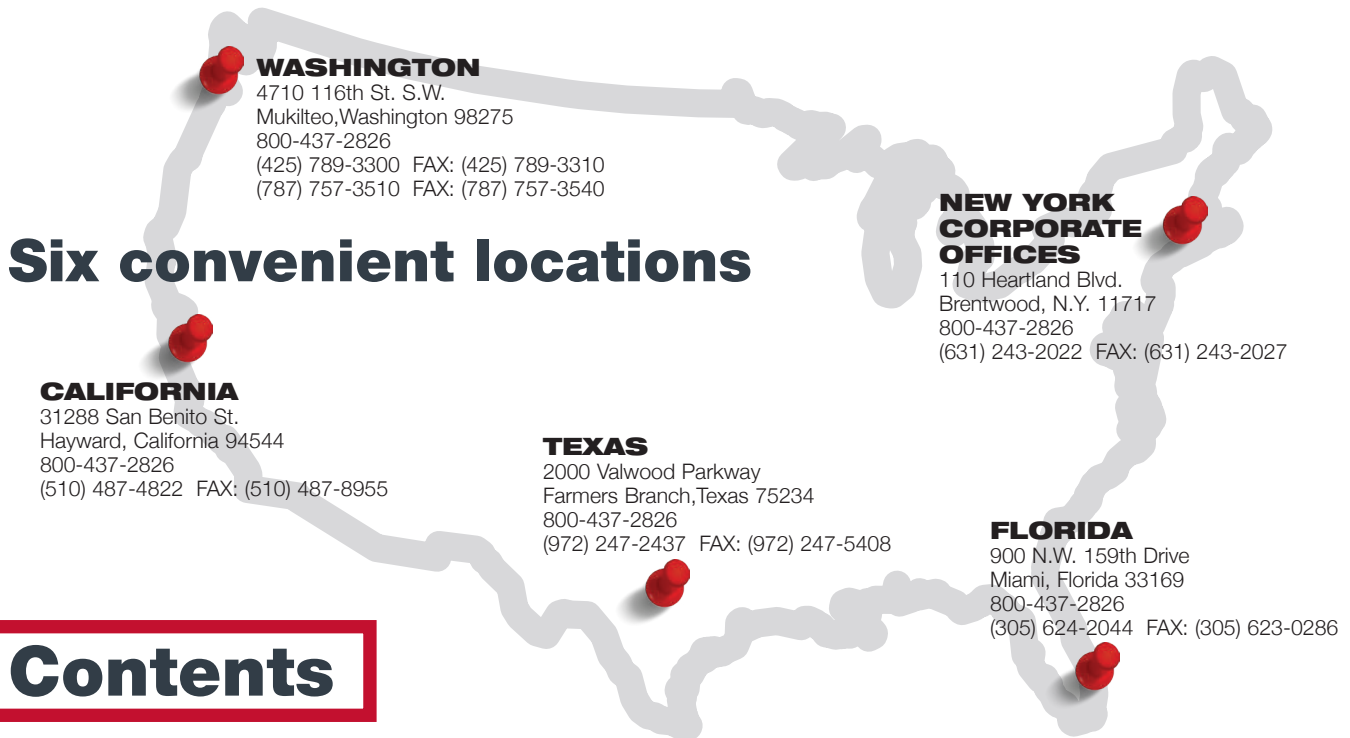 WASHINGTON
4710 116th St. S.W.
Mukilteo,Washington 98275
800-437-2826
(425) 789-3300 FAX: (425) 789-3310
(787) 757-3510 FAX: (787) 757-3540
NEW YORK
CORPORATE
OFFICES
110 Heartland Blvd.
Brentwood, N.Y. 11717
800-437-2826
(631) 243-2022 FAX: (631) 243-2027
Six convenient locations
CALIFORNIA
31288 San Benito St.
Hayward, California 94544
800-437-2826
(510) 487-4822 FAX: (510) 487-8955
TEXAS
2000 Valwood Parkway
Farmers Branch,Texas 75234
800-437-2826
(972) 247-2437 FAX: (972) 247-5408
FLORIDA
900 N.W. 159th Drive
Miami, Florida 33169
800-437-2826
(305) 624-2044 FAX: (305) 623-0286
Contents